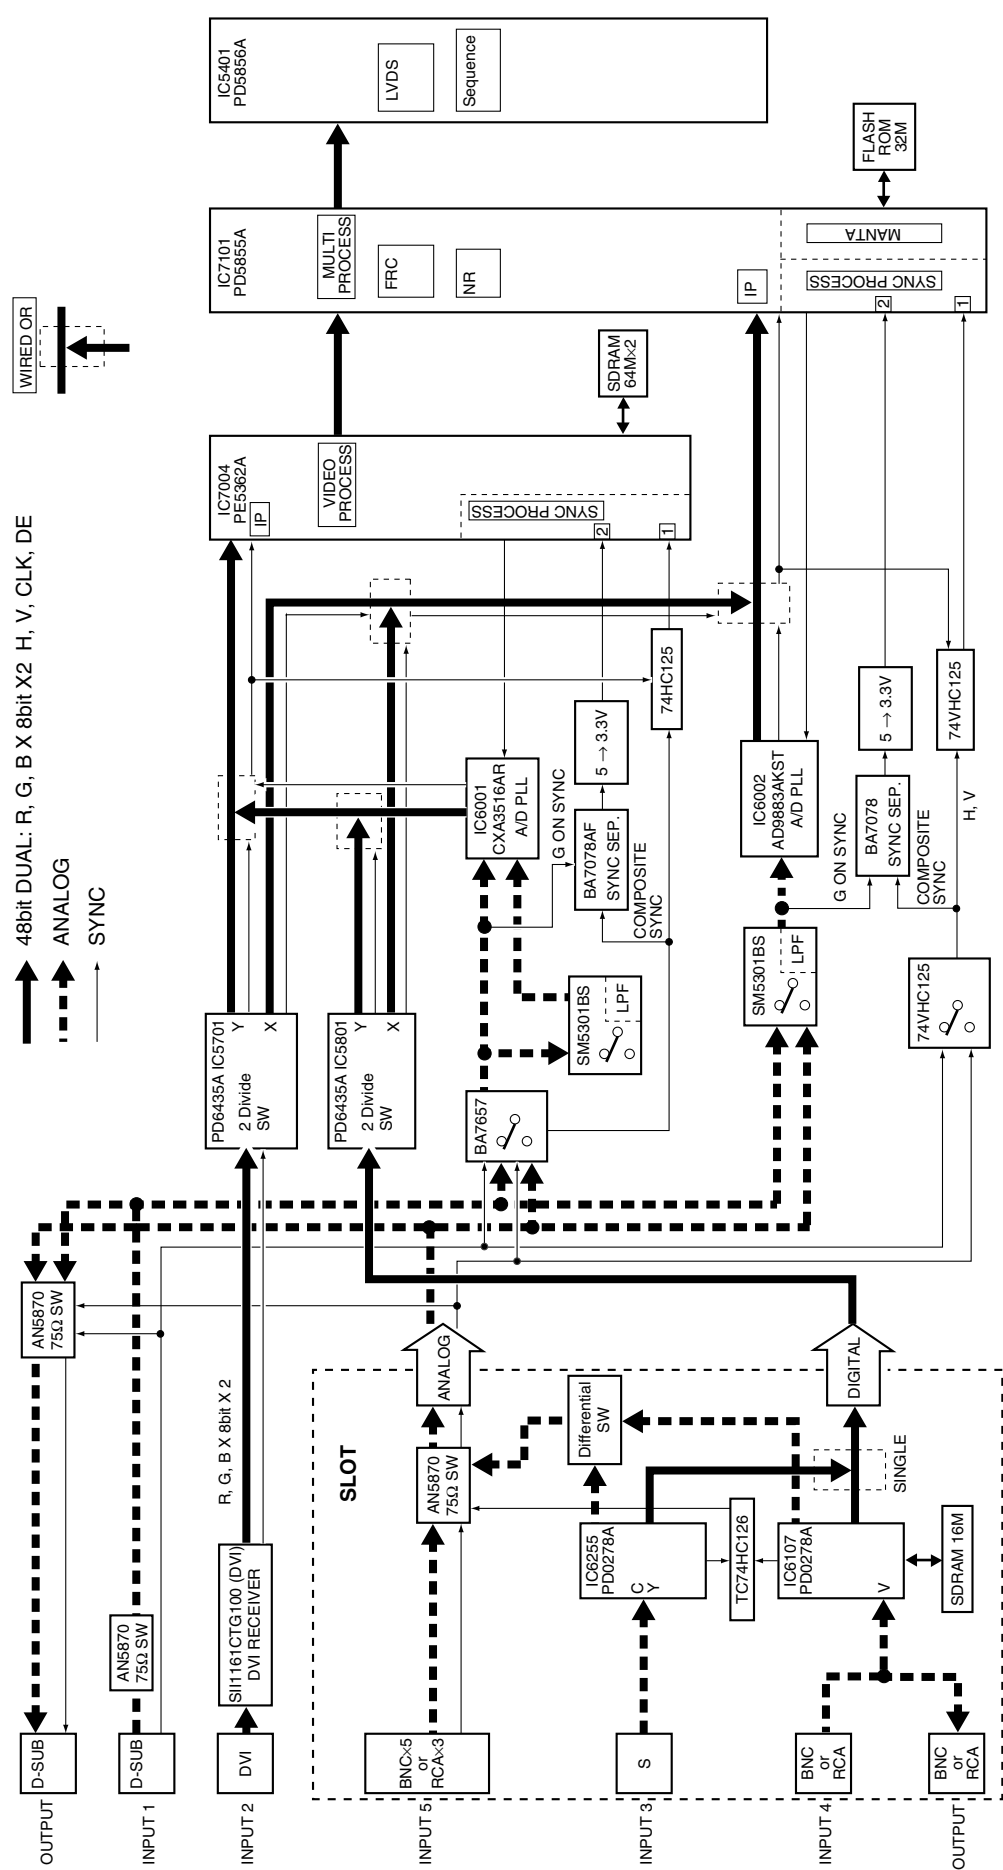 48bit DUAL: R, G, B X 8bit X2 H, V, CLK, DE
ANALOG
SYNC
WIRED OR
OUTPUT
D-SUB
AN5870
75Ω SW
INPUT 1
D-SUB
AN5870
75Ω SW
INPUT 2
DVI
SII1161CTG100 (DVI)
DVI RECEIVER
R, G, B X 8bit X 2
PD6435A IC5701
2 Divide
SW
Y
X
PD6435A IC5801
2 Divide
SW
Y
X
IC7004
PE5362A
IP
VIDEO
PROCESS
SYNC PROCESS
2
1
SDRAM
64M×2
IC7101
PD5855A
MULTI
PROCESS
FRC
NR
IP
SYNC PROCESS
MANTA
2
1
FLASH
ROM
32M
IC5401
PD5856A
LVDS
Sequence
BA7657
SM5301BS
LPF
IC6001
CXA3516AR
A/D PLL
G ON SYNC
BA7078AF
SYNC SEP.
COMPOSITE
SYNC
5 → 3.3V
74HC125
SM5301BS
LPF
IC6002
AD9883AKST
A/D PLL
G ON SYNC
BA7078
SYNC SEP.
COMPOSITE
SYNC
5 → 3.3V
74VHC125
H, V
74VHC125
SLOT
INPUT 5
BNC×5
or
RCA×3
AN5870
75Ω SW
ANALOG
INPUT 3
S
IC6255
PD0278A
C
Y
Differential
SW
TC74HC126
INPUT 4
BNC
or
RCA
IC6107
PD0278A
V
SDRAM 16M
SINGLE
DIGITAL
OUTPUT
BNC
or
RCA